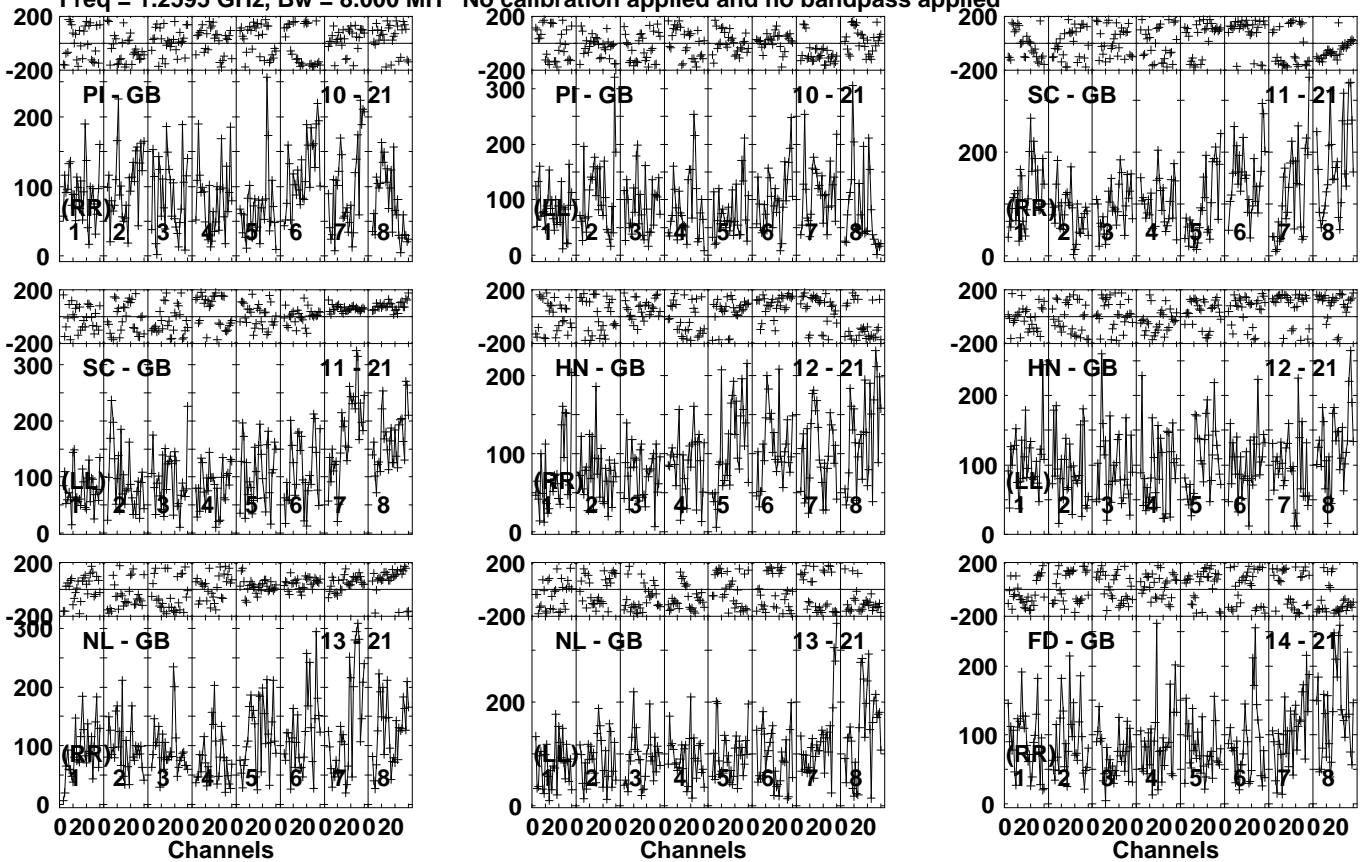 Freq = 1.2595 GHz, Bw = 8.000 MH No calibration applied and no bandpass applied
200 200 200
-200 -200 -200
PI - GB 10 - 21 300 PI - GB 10 - 21 SC - GB 11 - 21
200 200 200
100 100
(RR) (LL) (RR)
1 2 3 4 5 6 7 8 1 2 3 4 5 6 7 8 1 2 3 4 5 6 7 8
0 0 0
200 200 200
-200 -200 -200
300 SC - GB 11 - 21 200 HN - GB 12 - 21 HN - GB 12 - 21
200 200
100 100 100
(LL) (RR) (LL)
1 2 3 4 5 6 7 8 1 2 3 4 5 6 7 8 1 2 3 4 5 6 7 8
0 0 0
200 200 200
-200 -200 -200
300 NL - GB 13 - 21 NL - GB 13 - 21 FD - GB 14 - 21
200 200 200
100 100
(RR) (LL) (RR)
1 2 3 4 5 6 7 8 1 2 3 4 5 6 7 8 1 2 3 4 5 6 7 8
0 0 0
0 20 0 20 0 20 0 20 0 20 0 20 0 20 0 20 0 20 0 20 0 20 0 20 0 20 0 20 0 20 0 20 0 20 0 20 0 20 0 20 0 20 0 20 0 20 0 20
Channels Channels Channels